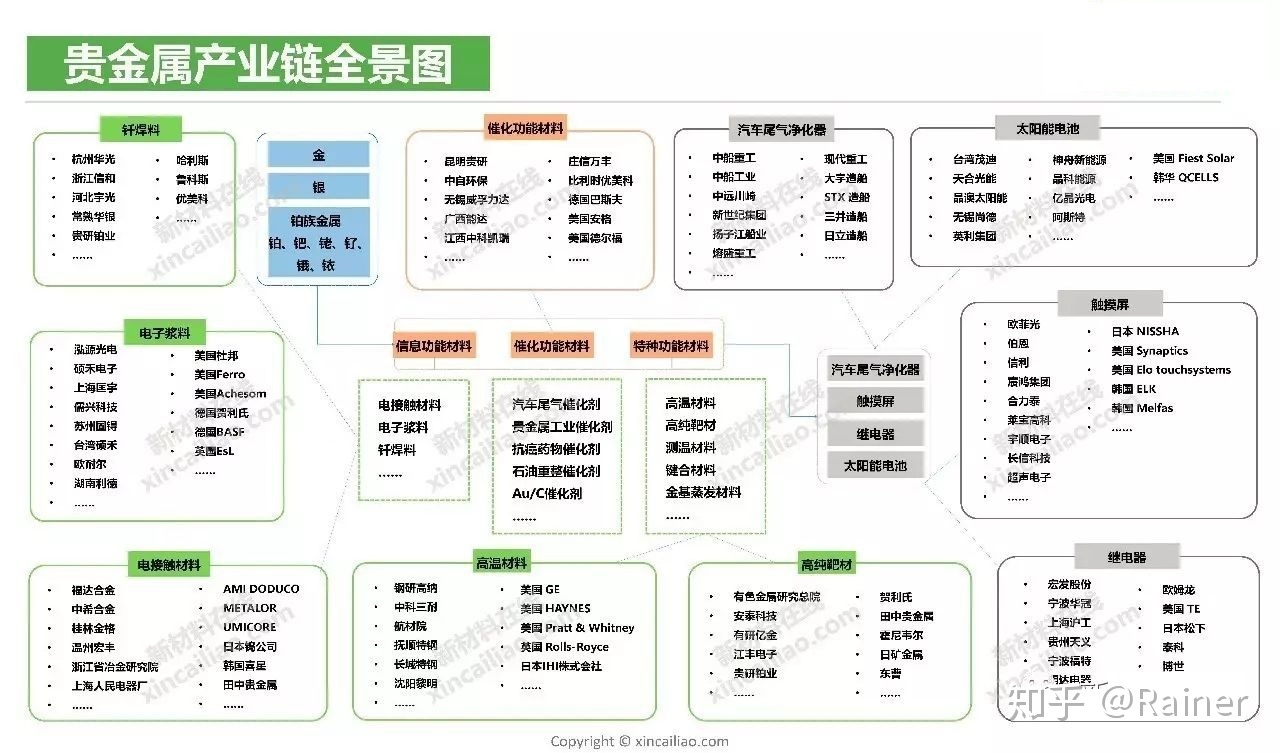 贵金属产业链全景图
钎焊料
杭州华光
浙江信和
河北宇光
常熟华银
贵研铂业
......
哈利斯
鲁科斯
优美科
......
金
银
铂族金属
铂、钯、铑、钌、
锇、铱
催化功能材料
昆明贵研
中自环保
无锡威孚力达
广西能达
江西中科凯瑞
......
庄信万丰
比利时优美科
德国巴斯夫
美国安格
美国德尔福
......
汽车尾气净化器
中船重工
中船工业
中远川崎
新世纪集团
扬子江船业
熔盛重工
......
现代重工
大宇造船
STX 造船
三井造船
日立造船
......
太阳能电池
台湾茂迪
天合光能
晶澳太阳能
无锡尚德
英利集团
神舟新能源
晶科能源
亿晶光电
阿斯特
......
美国 Fiest Solar
韩华 QCELLS
......
电子浆料
泓源光电
硕禾电子
上海匡宇
儒兴科技
苏州固锝
台湾硕禾
欧耐尔
湖南利德
......
美国杜邦
美国Ferro
美国Achesom
德国贺利氏
德国BASF
英国EsL
......
信息功能材料
催化功能材料
特种功能材料
电接触材料
电子浆料
钎焊料
......
汽车尾气催化剂
贵金属工业催化剂
抗癌药物催化剂
石油重整催化剂
Au/C催化剂
......
高温材料
高纯靶材
测温材料
键合材料
金基蒸发材料
......
汽车尾气净化器
触摸屏
继电器
太阳能电池
触摸屏
欧菲光
伯恩
信利
宸鸿集团
合力泰
莱宝高科
宇顺电子
长信科技
超声电子
......
日本 NISSHA
美国 Synaptics
美国 Elo touchsystems
韩国 ELK
韩国 Melfas
......
电接触材料
福达合金
中希合金
桂林金格
温州宏丰
浙江省冶金研究院
上海人民电器厂
......
AMI DODUCO
METALOR
UMICORE
日本锦公司
韩国喜星
田中贵金属
......
高温材料
钢研高纳
中科三耐
航材院
抚顺特钢
长城特钢
沈阳黎明
......
美国 GE
美国 HAYNES
美国 Pratt & Whitney
英国 Rolls-Royce
日本IHI株式会社
......
高纯靶材
有色金属研究总院
安泰科技
有研亿金
江丰电子
贵研铂业
......
贺利氏
田中贵金属
霍尼韦尔
日矿金属
东曹
......
继电器
宏发股份
宁波华冠
上海沪工
贵州天义
宁波福特
达电器
欧姆龙
美国 TE
日本松下
泰科
博世
新材料在线
xincailiao.com
知乎 @Rainer
Copyright © xincailiao.com